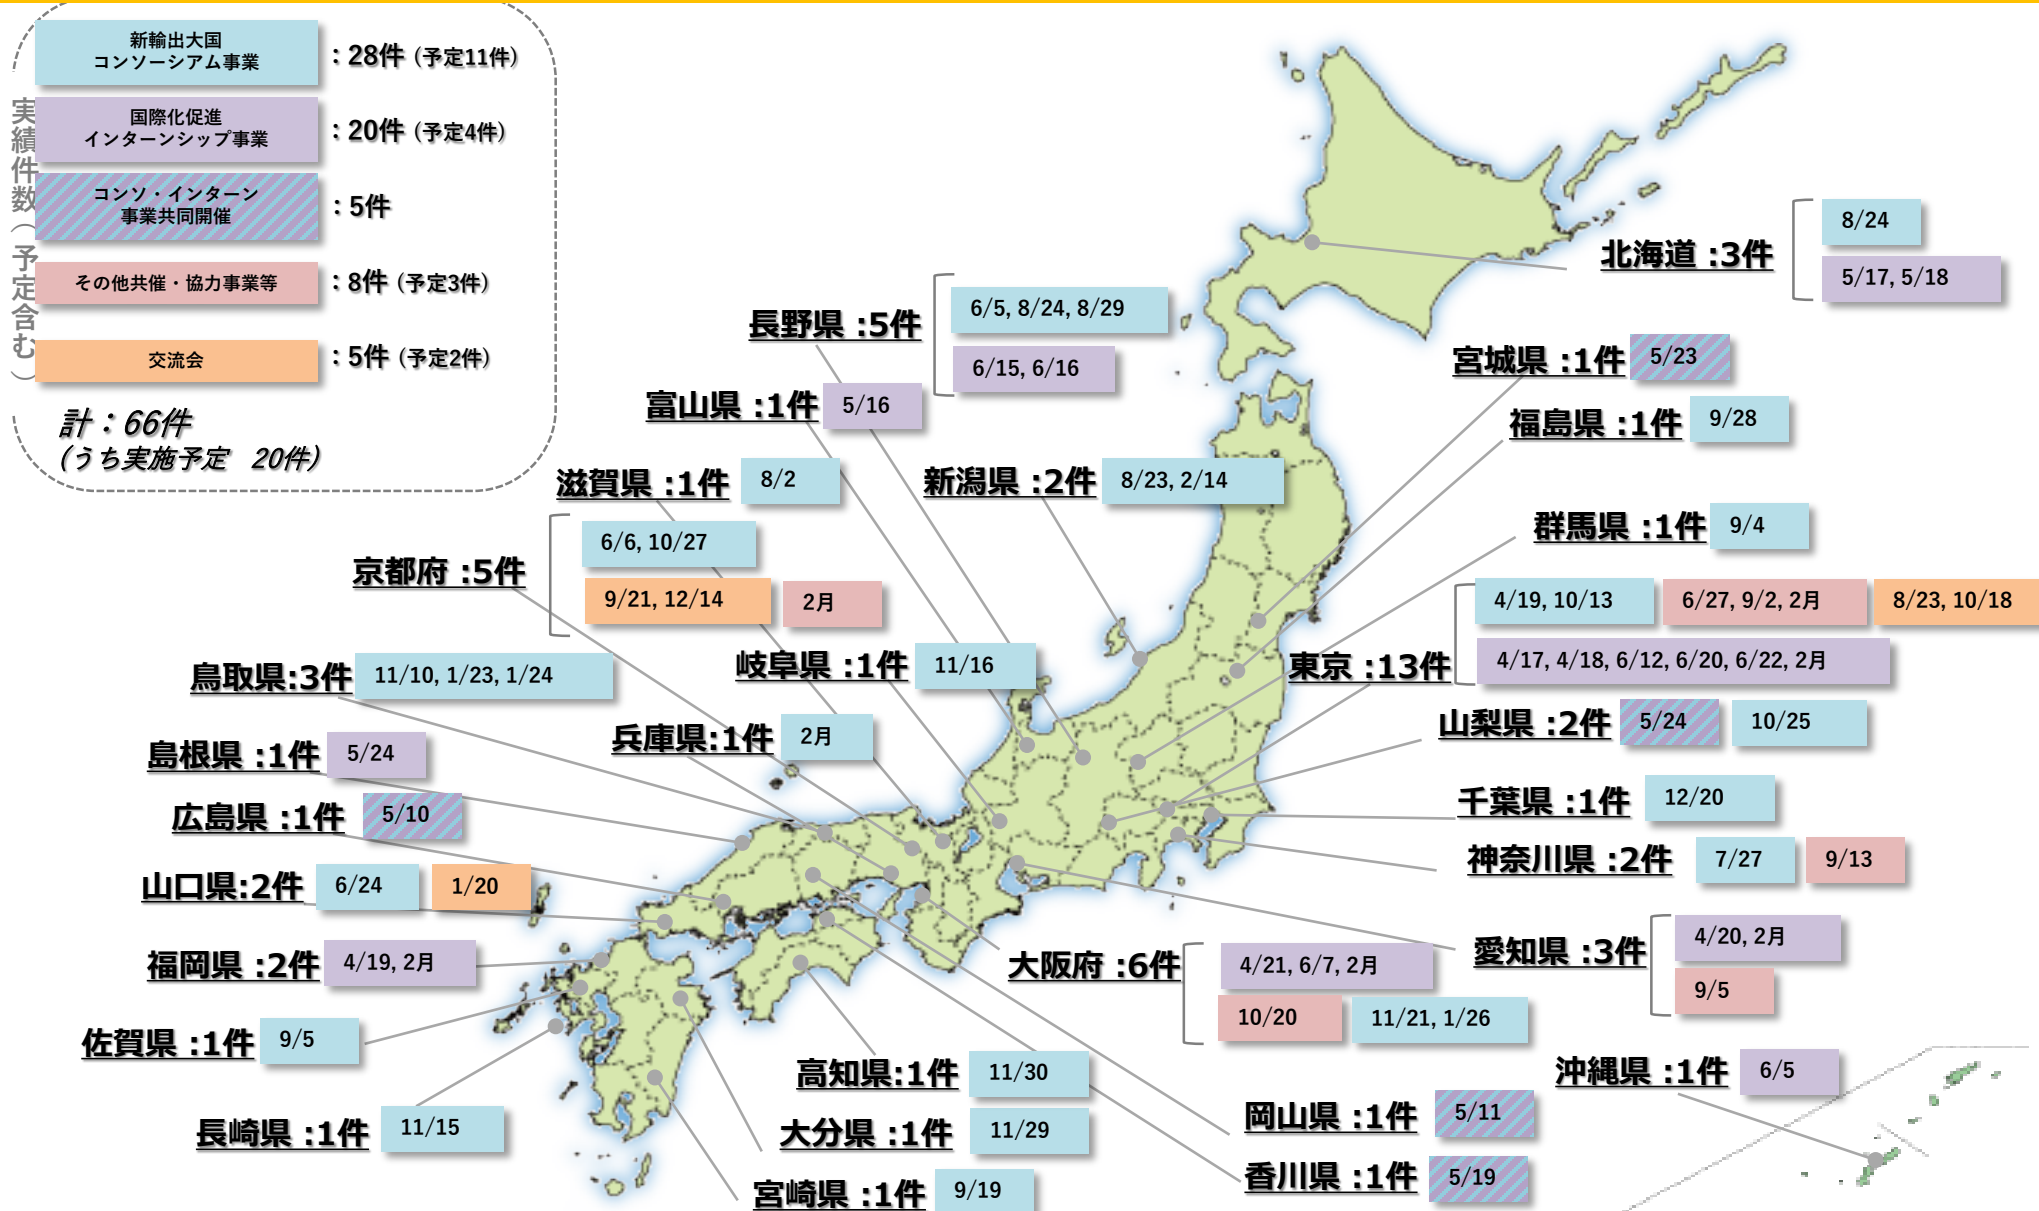 実績件数（予定含む）
新輸出大国
コンソーシアム事業
：28件（予定11件）
国際化促進
インターンシップ事業
：20件（予定4件）
コンソ・インターン
事業共同開催
：5件
その他共催・協力事業等
：8件（予定3件）
交流会
：5件（予定2件）
計：66件
（うち実施予定　20件）
北海道 :3件
8/24
5/17, 5/18
長野県 :5件
6/5, 8/24, 8/29
6/15, 6/16
宮城県 :1件
5/23
富山県 :1件
5/16
福島県 :1件
9/28
滋賀県 :1件
8/2
新潟県 :2件
8/23, 2/14
群馬県 :1件
9/4
京都府 :5件
6/6, 10/27
9/21, 12/14
2月
東京 :13件
4/19, 10/13
6/27, 9/2, 2月
8/23, 10/18
4/17, 4/18, 6/12, 6/20, 6/22, 2月
岐阜県 :1件
11/16
鳥取県:3件
11/10, 1/23, 1/24
山梨県 :2件
5/24
10/25
兵庫県:1件
2月
島根県 :1件
5/24
千葉県 :1件
12/20
広島県 :1件
5/10
神奈川県 :2件
7/27
9/13
山口県:2件
6/24
1/20
愛知県 :3件
4/20, 2月
9/5
福岡県 :2件
4/19, 2月
大阪府 :6件
4/21, 6/7, 2月
10/20
11/21, 1/26
佐賀県 :1件
9/5
高知県:1件
11/30
沖縄県 :1件
6/5
長崎県 :1件
11/15
大分県 :1件
11/29
岡山県 :1件
5/11
宮崎県 :1件
9/19
香川県 :1件
5/19